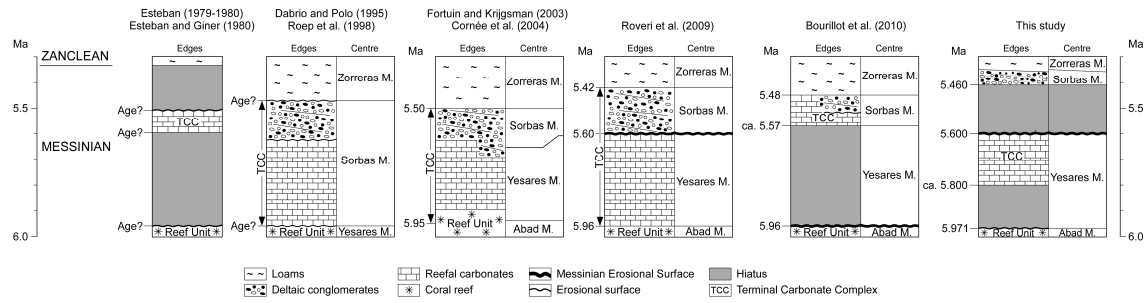 Esteban (1979-1980)
Esteban and Giner (1980)
Dabrio and Polo (1995)
Roep et al. (1998)
Fortuin and Krijgsman (2003)
Cornée et al. (2004)
Roveri et al. (2009)
Bourillot et al. (2010)
This study
Ma
ZANCLEAN
5.5
MESSINIAN
6.0
Edges
Age?
TCC
Age?
Age?
Reef Unit
Edges
Centre
Age?
TCC
Age?
Zorreras M.
Sorbas M.
Reef Unit
Yesares M.
Ma
Edges
Centre
5.50
TCC
5.95
Zorreras M.
Sorbas M.
Yesares M.
Abad M.
Ma
Edges
Centre
5.42
5.60
TCC
5.96
Zorreras M.
Sorbas M.
Yesares M.
Reef Unit
Abad M.
Ma
Edges
Centre
5.48
ca. 5.57
5.96
Zorreras M.
Sorbas M.
TCC
Yesares M.
Reef Unit
Abad M.
Ma
Edges
Centre
5.460
5.600
ca. 5.800
5.971
Zorreras M.
Sorbas M.
TCC
Yesares M.
Reef Unit
Abad M.
Ma
5.5
6.0
Loams
Reefal carbonates
Messinian Erosional Surface
Hiatus
Deltaic conglomerates
Coral reef
Erosional surface
TCC
Terminal Carbonate Complex